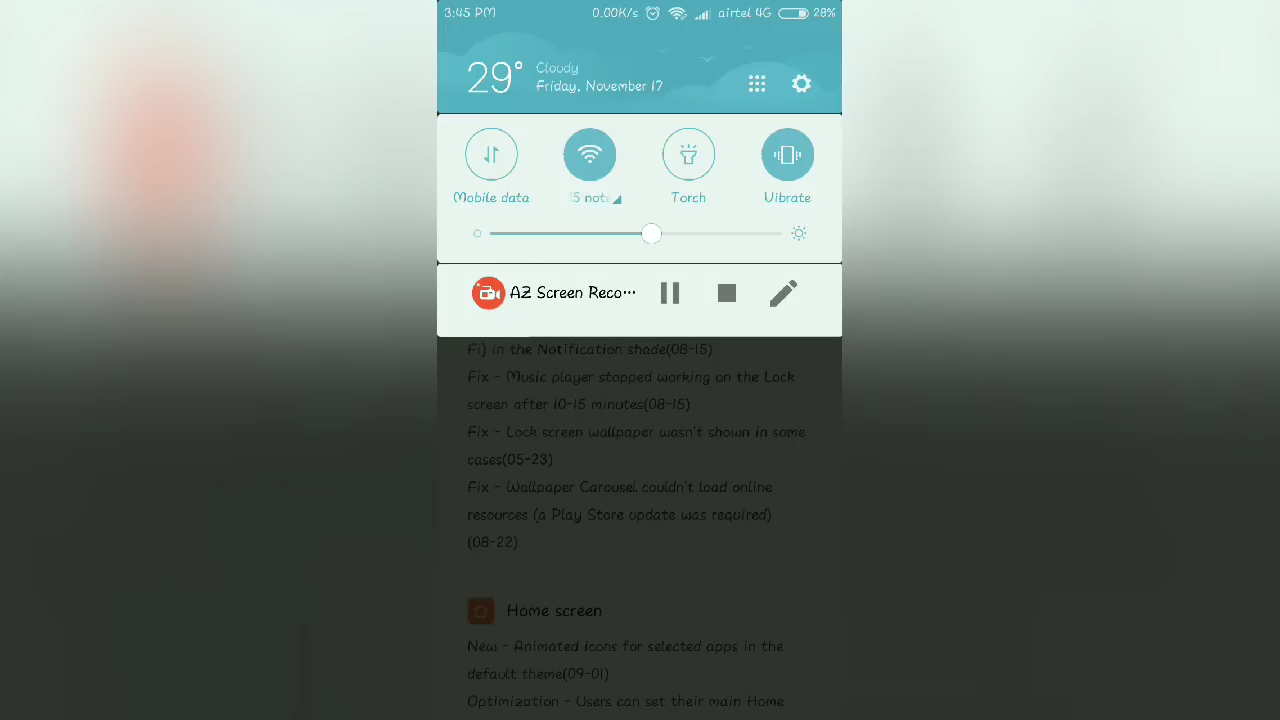 3:45 PM 0.00K/s airtel 4G 28%
29° Cloudy
Friday, November 17
Mobile data
Torch
Vibrate
AZ Screen Reco...
Fi) in the Notification shade(08-15)
Fix - Music player stopped working on the Lock
screen after 10-15 minutes(08-15)
Fix - Lock screen wallpaper wasn't shown in some
cases(05-23)
Fix - Wallpaper Carousel couldn't load online
resources (a Play Store update was required)
(08-22)
Home screen
New - Animated icons for selected apps in the
default theme(09-01)
Optimization - Users can set their main Home